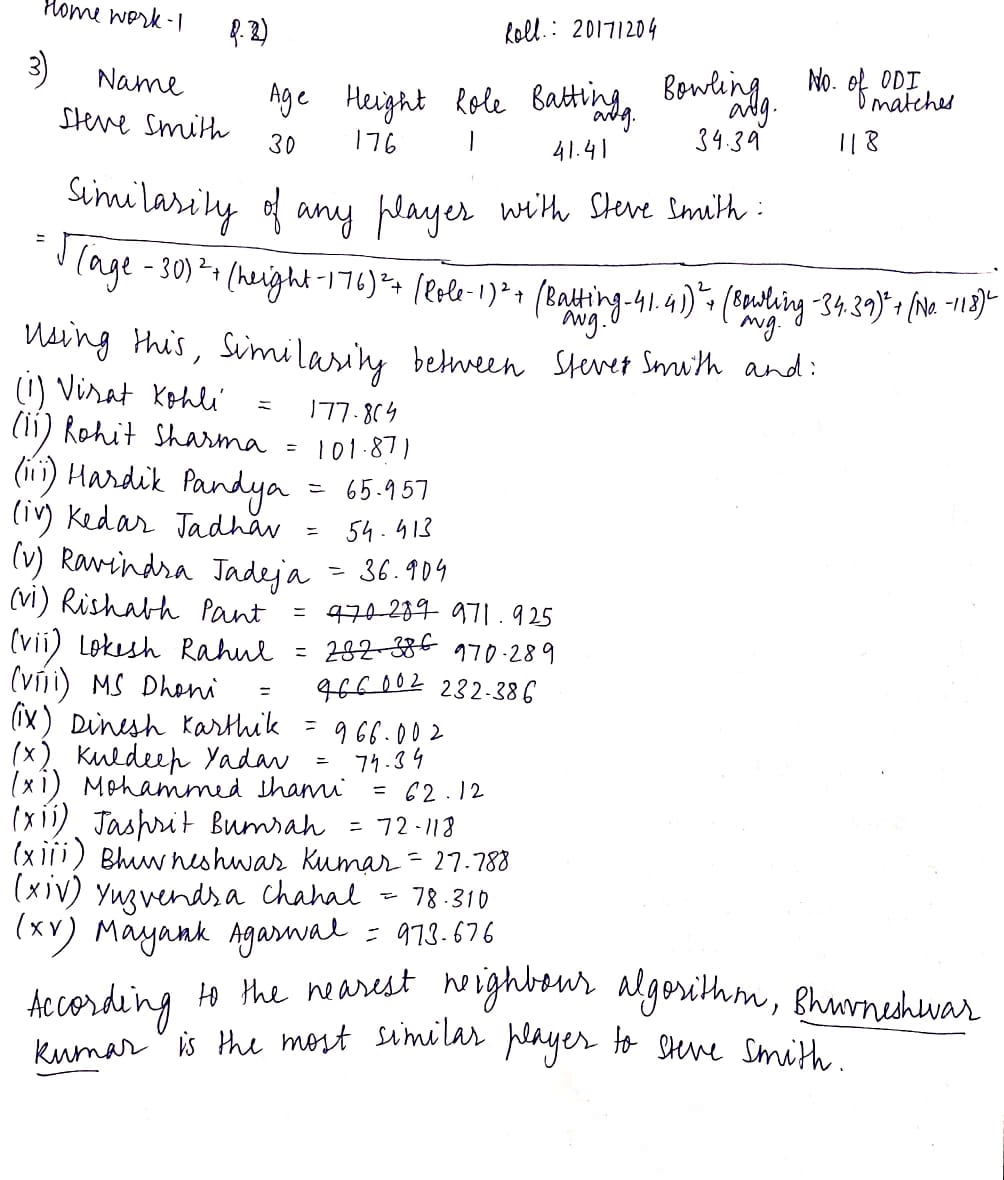 Home work-1 P. 2) Roll.: 20171204
3) Name Age Height Role Batting avg. Bowling avg. No. of ODI matches
Steve Smith 30 176 1 41.41 34.39 118
Similarity of any player with Steve Smith:
= √(age - 30)² + (height - 176)² + (Role - 1)² + (Batting avg. - 41.41)² + (Bowling avg. - 34.39)² + (No. - 118)²
Using this, Similarity between Steve Smith and:
(i) Virat Kohli = 177.864
(ii) Rohit Sharma = 101.871
(iii) Hardik Pandya = 65.957
(iv) Kedar Jadhav = 54.413
(v) Ravindra Jadeja = 36.904
(vi) Rishabh Pant = 970.289 971.925
(vii) Lokesh Rahul = 232.386 970.289
(viii) MS Dhoni = 966.002 232.386
(ix) Dinesh Karthik = 966.002
(x) Kuldeep Yadav = 74.34
(xi) Mohammed Shami = 62.12
(xii) Jasprit Bumrah = 72.118
(xiii) Bhuvneshwar Kumar = 27.788
(xiv) Yuzvendra Chahal = 78.310
(xv) Mayank Agarwal = 973.676
According to the nearest neighbour algorithm, Bhuvneshwar
Kumar is the most similar player to Steve Smith.